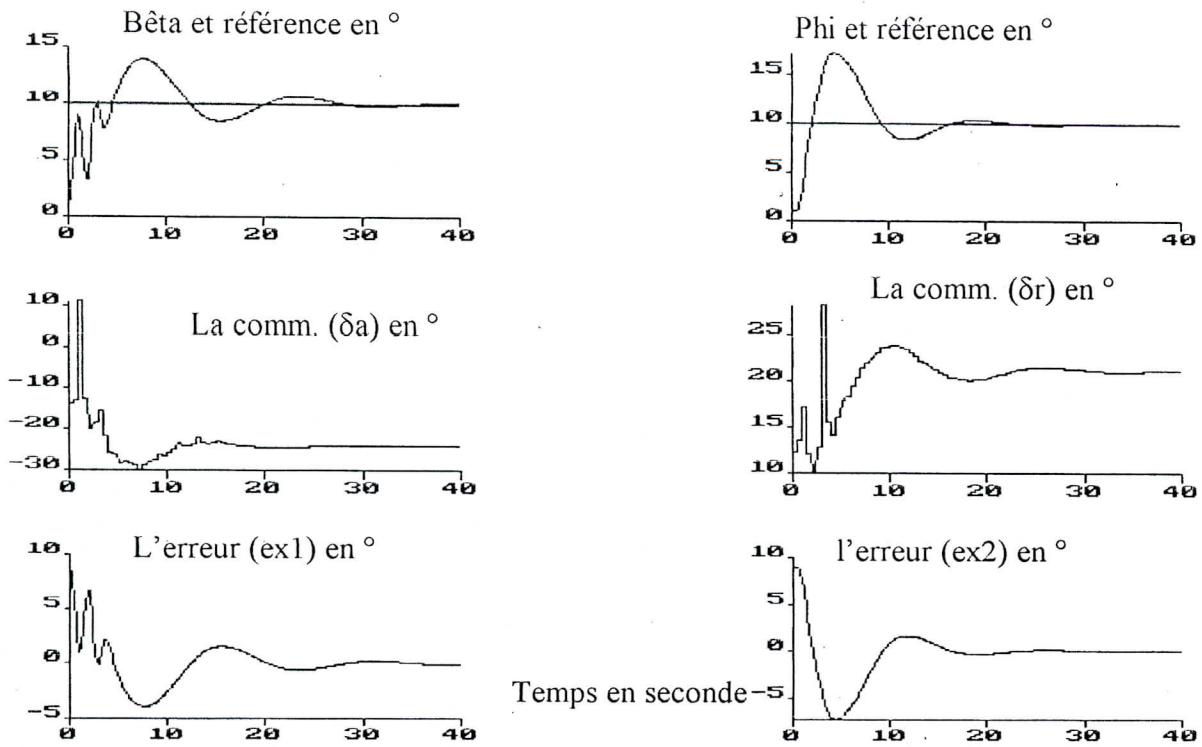 Bêta et référence en °
15
10
5
0
0 10 20 30 40
Phi et référence en °
15
10
5
0
0 10 20 30 40
La comm. (δa) en °
10
0
-10
-20
-30
0 10 20 30 40
La comm. (δr) en °
25
20
15
10
0 10 20 30 40
L'erreur (ex1) en °
10
5
0
-5
0 10 20 30 40
l'erreur (ex2) en °
10
5
0
-5
0 10 20 30 40
Temps en seconde